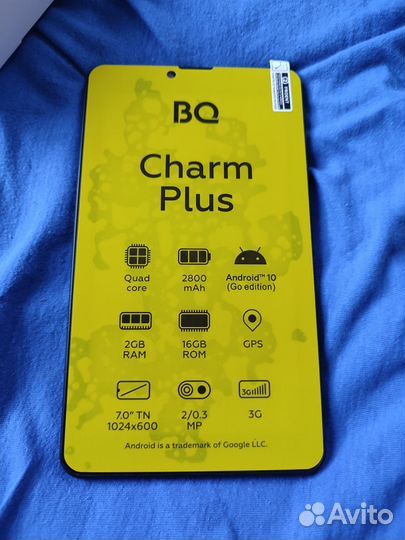 BQ
Charm
Plus
Quad
core
2800
mAh
Android™ 10
(Go edition)
2GB
RAM
16GB
ROM
GPS
7.0" TN
1024x600
2/0.3
MP
3G
3G
Android is a trademark of Google LLC.
Avito